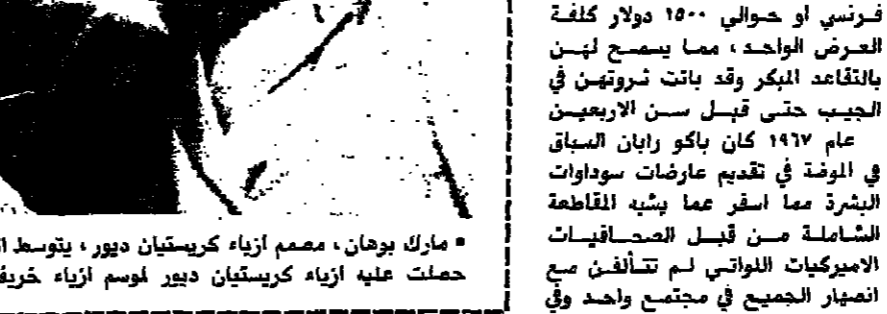 فرنسي او حوالي ١٥٠٠ دولار كلفة
العرض الواحد ، مما يسمح لهن
بالتقاعد المبكر وقد باتت ثروتهن في
الجيب حتى قبل سن الاربعين
عام ١٩٦٧ كان باكو رابان السباق
في الموضة في تقديم عارضات سوداوات
البشرة مما اسفر عما يشبه المقاطعة
الشاملة من قبل الصحافيات
الاميركيات اللواتي لم تتألفن مع
انصهار الجميع في مجتمع واحد وفي
▪ مارك بوهان ، مصمم ازياء كريستيان ديور ، يتوسط
حصلت عليه ازياء كريستيان ديور لموسم ازياء خريف